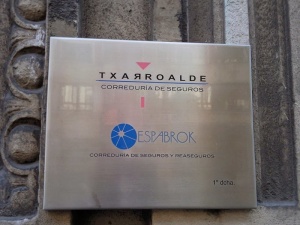 TXARROALDE
CORREDURIA DE SEGUROS
ESPABROK
CORREDURIA DE SEGUROS Y REASEGUROS
1º dcha.